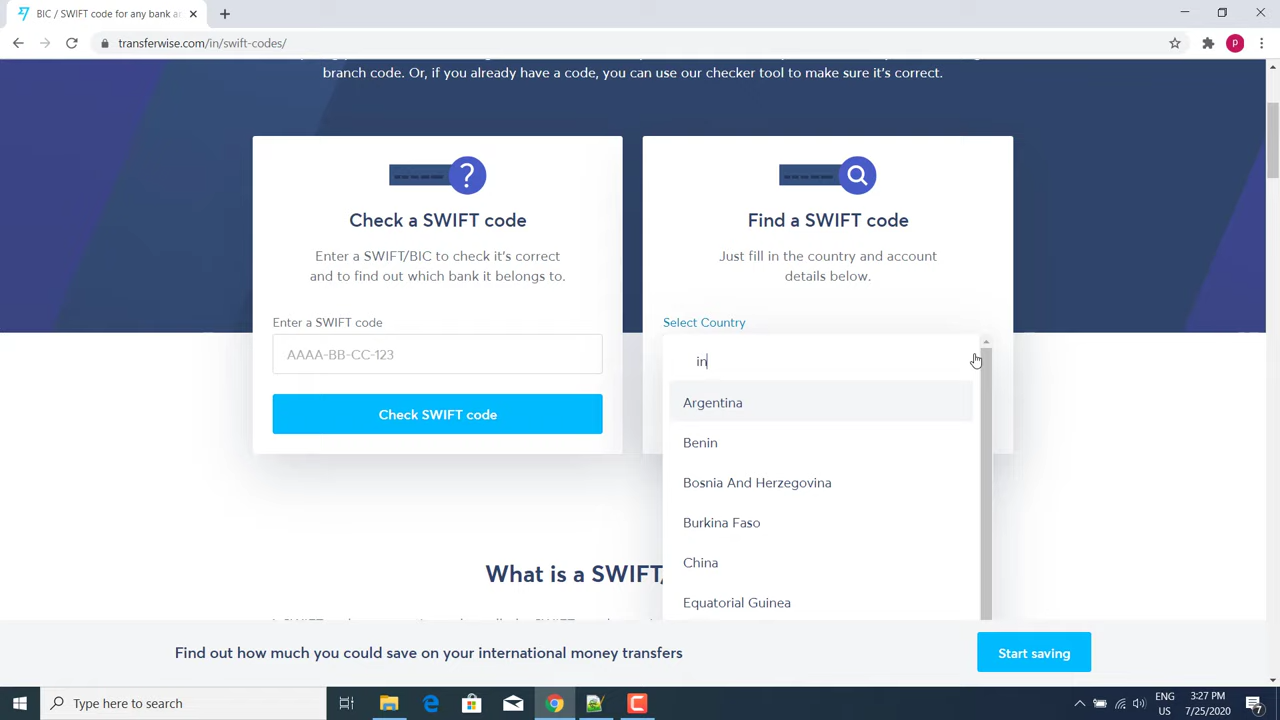 BIC / SWIFT code for any bank ar
transferwise.com/in/swift-codes/
P
branch code. Or, if you already have a code, you can use our checker tool to make sure it's correct.
?
Check a SWIFT code
Enter a SWIFT/BIC to check it's correct
and to find out which bank it belongs to.
Enter a SWIFT code
AAAA-BB-CC-123
Check SWIFT code
Find a SWIFT code
Just fill in the country and account
details below.
Select Country
in
Argentina
Benin
Bosnia And Herzegovina
Burkina Faso
China
Equatorial Guinea
What is a SWIFT/
Find out how much you could save on your international money transfers
Start saving
Type here to search
ENG
US
3:27 PM
7/25/2020
7